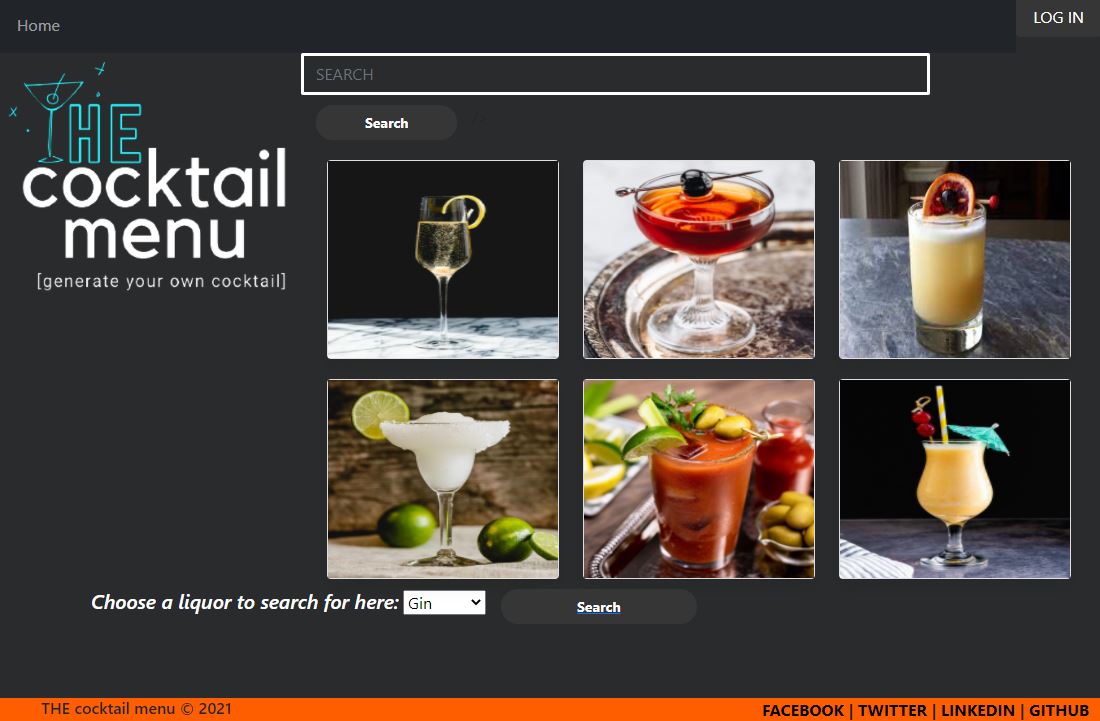 Home
LOG IN
SEARCH
Search
/>
THE
cocktail
menu
[generate your own cocktail]
Choose a liquor to search for here: Gin Search
THE cocktail menu © 2021
FACEBOOK | TWITTER | LINKEDIN | GITHUB